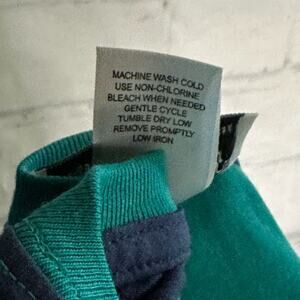 MACHINE WASH COLD
USE NON-CHLORINE
BLEACH WHEN NEEDED
GENTLE CYCLE
TUMBLE DRY LOW
REMOVE PROMPTLY
LOW IRON